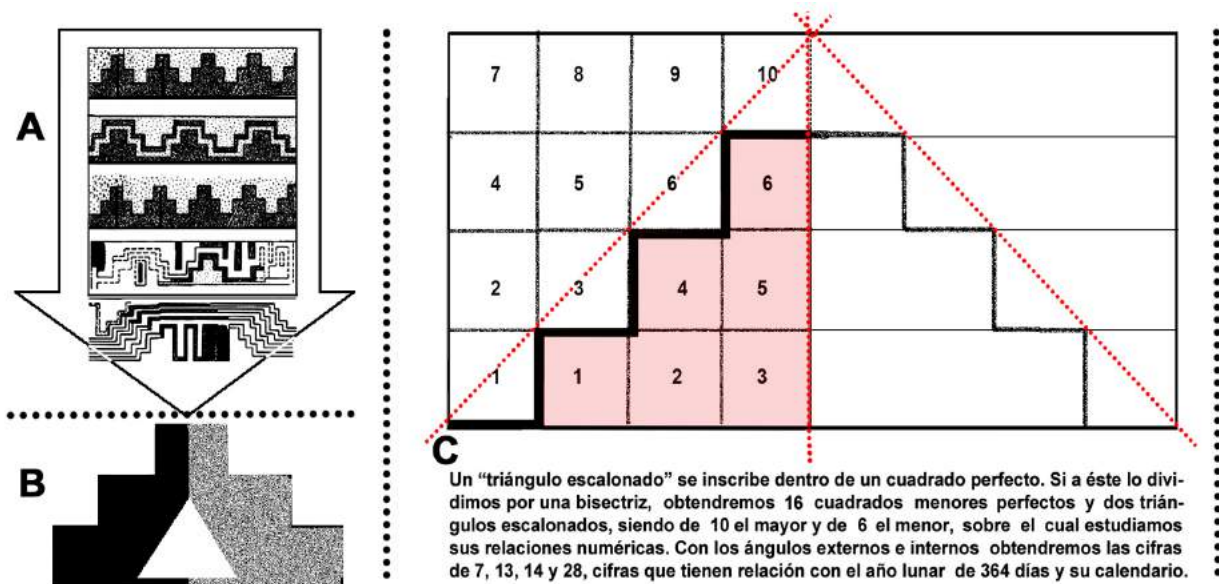 A
B
7 8 9 10
4 5 6 6
2 3 4 5
1 1 2 3
C
Un “triángulo escalonado” se inscribe dentro de un cuadrado perfecto. Si a éste lo divi-
dimos por una bisectriz, obtendremos 16 cuadrados menores perfectos y dos trián-
gulos escalonados, siendo de 10 el mayor y de 6 el menor, sobre el cual estudiamos
sus relaciones numéricas. Con los ángulos externos e internos obtendremos las cifras
de 7, 13, 14 y 28, cifras que tienen relación con el año lunar de 364 días y su calendario.